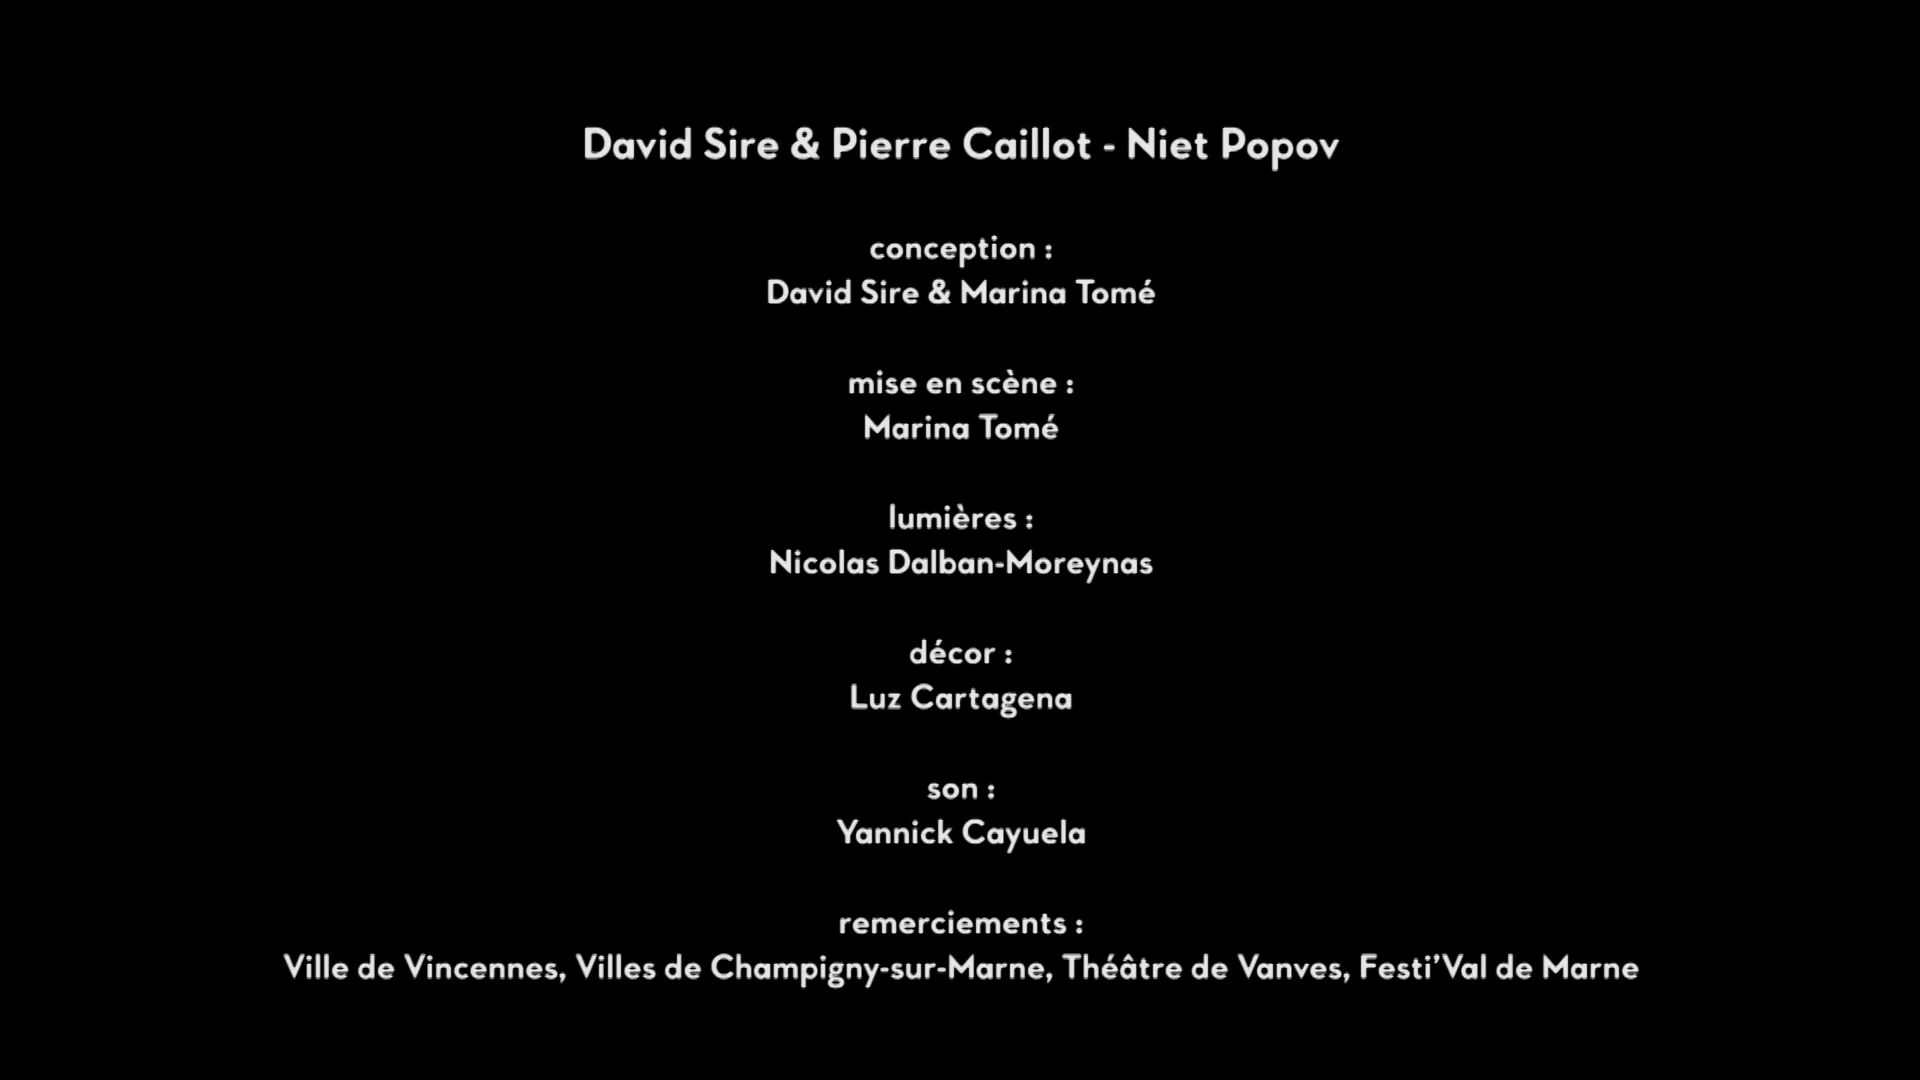 David Sire & Pierre Caillot - Niet Popov
conception :
David Sire & Marina Tomé
mise en scène :
Marina Tomé
lumières :
Nicolas Dalban-Moreynas
décor :
Luz Cartagena
son :
Yannick Cayuela
remerciements :
Ville de Vincennes, Villes de Champigny-sur-Marne, Théâtre de Vanves, Festi’Val de Marne